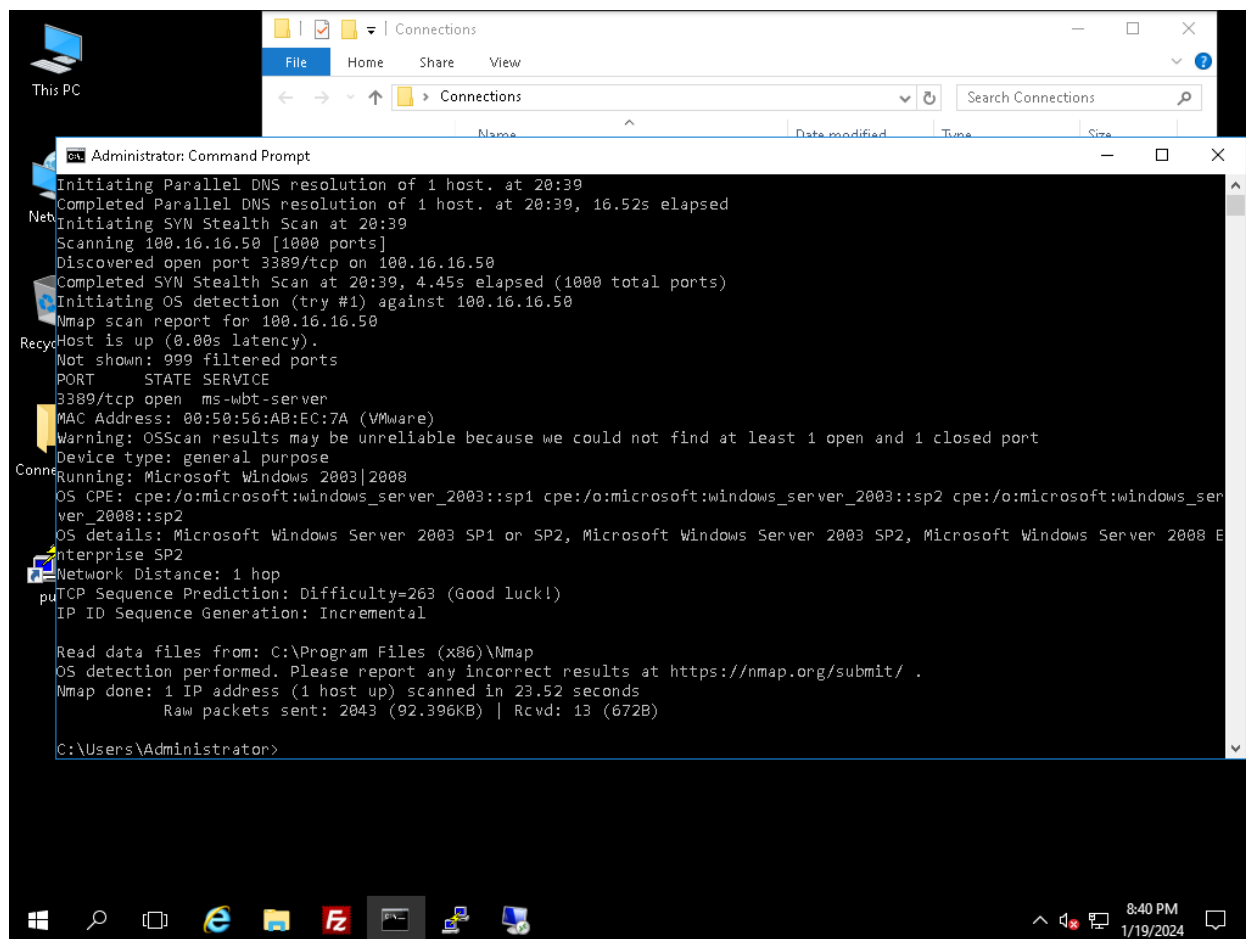 Connections
File Home Share View
This PC
Connections
Search Connections
Name Date modified Type Size
Administrator: Command Prompt
Initiating Parallel DNS resolution of 1 host. at 20:39
Completed Parallel DNS resolution of 1 host. at 20:39, 16.52s elapsed
Netw
Initiating SYN Stealth Scan at 20:39
Scanning 100.16.16.50 [1000 ports]
Discovered open port 3389/tcp on 100.16.16.50
Completed SYN Stealth Scan at 20:39, 4.45s elapsed (1000 total ports)
Initiating OS detection (try #1) against 100.16.16.50
Nmap scan report for 100.16.16.50
Recyc
Host is up (0.00s latency).
Not shown: 999 filtered ports
PORT STATE SERVICE
3389/tcp open ms-wbt-server
MAC Address: 00:50:56:AB:EC:7A (VMware)
Warning: OSScan results may be unreliable because we could not find at least 1 open and 1 closed port
Device type: general purpose
Conne
Running: Microsoft Windows 2003|2008
OS CPE: cpe:/o:microsoft:windows_server_2003::sp1 cpe:/o:microsoft:windows_server_2003::sp2 cpe:/o:microsoft:windows_ser
ver_2008::sp2
OS details: Microsoft Windows Server 2003 SP1 or SP2, Microsoft Windows Server 2003 SP2, Microsoft Windows Server 2008 E
nterprise SP2
Network Distance: 1 hop
pu
TCP Sequence Prediction: Difficulty=263 (Good luck!)
IP ID Sequence Generation: Incremental
Read data files from: C:\Program Files (x86)\Nmap
OS detection performed. Please report any incorrect results at https://nmap.org/submit/ .
Nmap done: 1 IP address (1 host up) scanned in 23.52 seconds
Raw packets sent: 2043 (92.396KB) | Rcvd: 13 (672B)
C:\Users\Administrator>
8:40 PM
1/19/2024